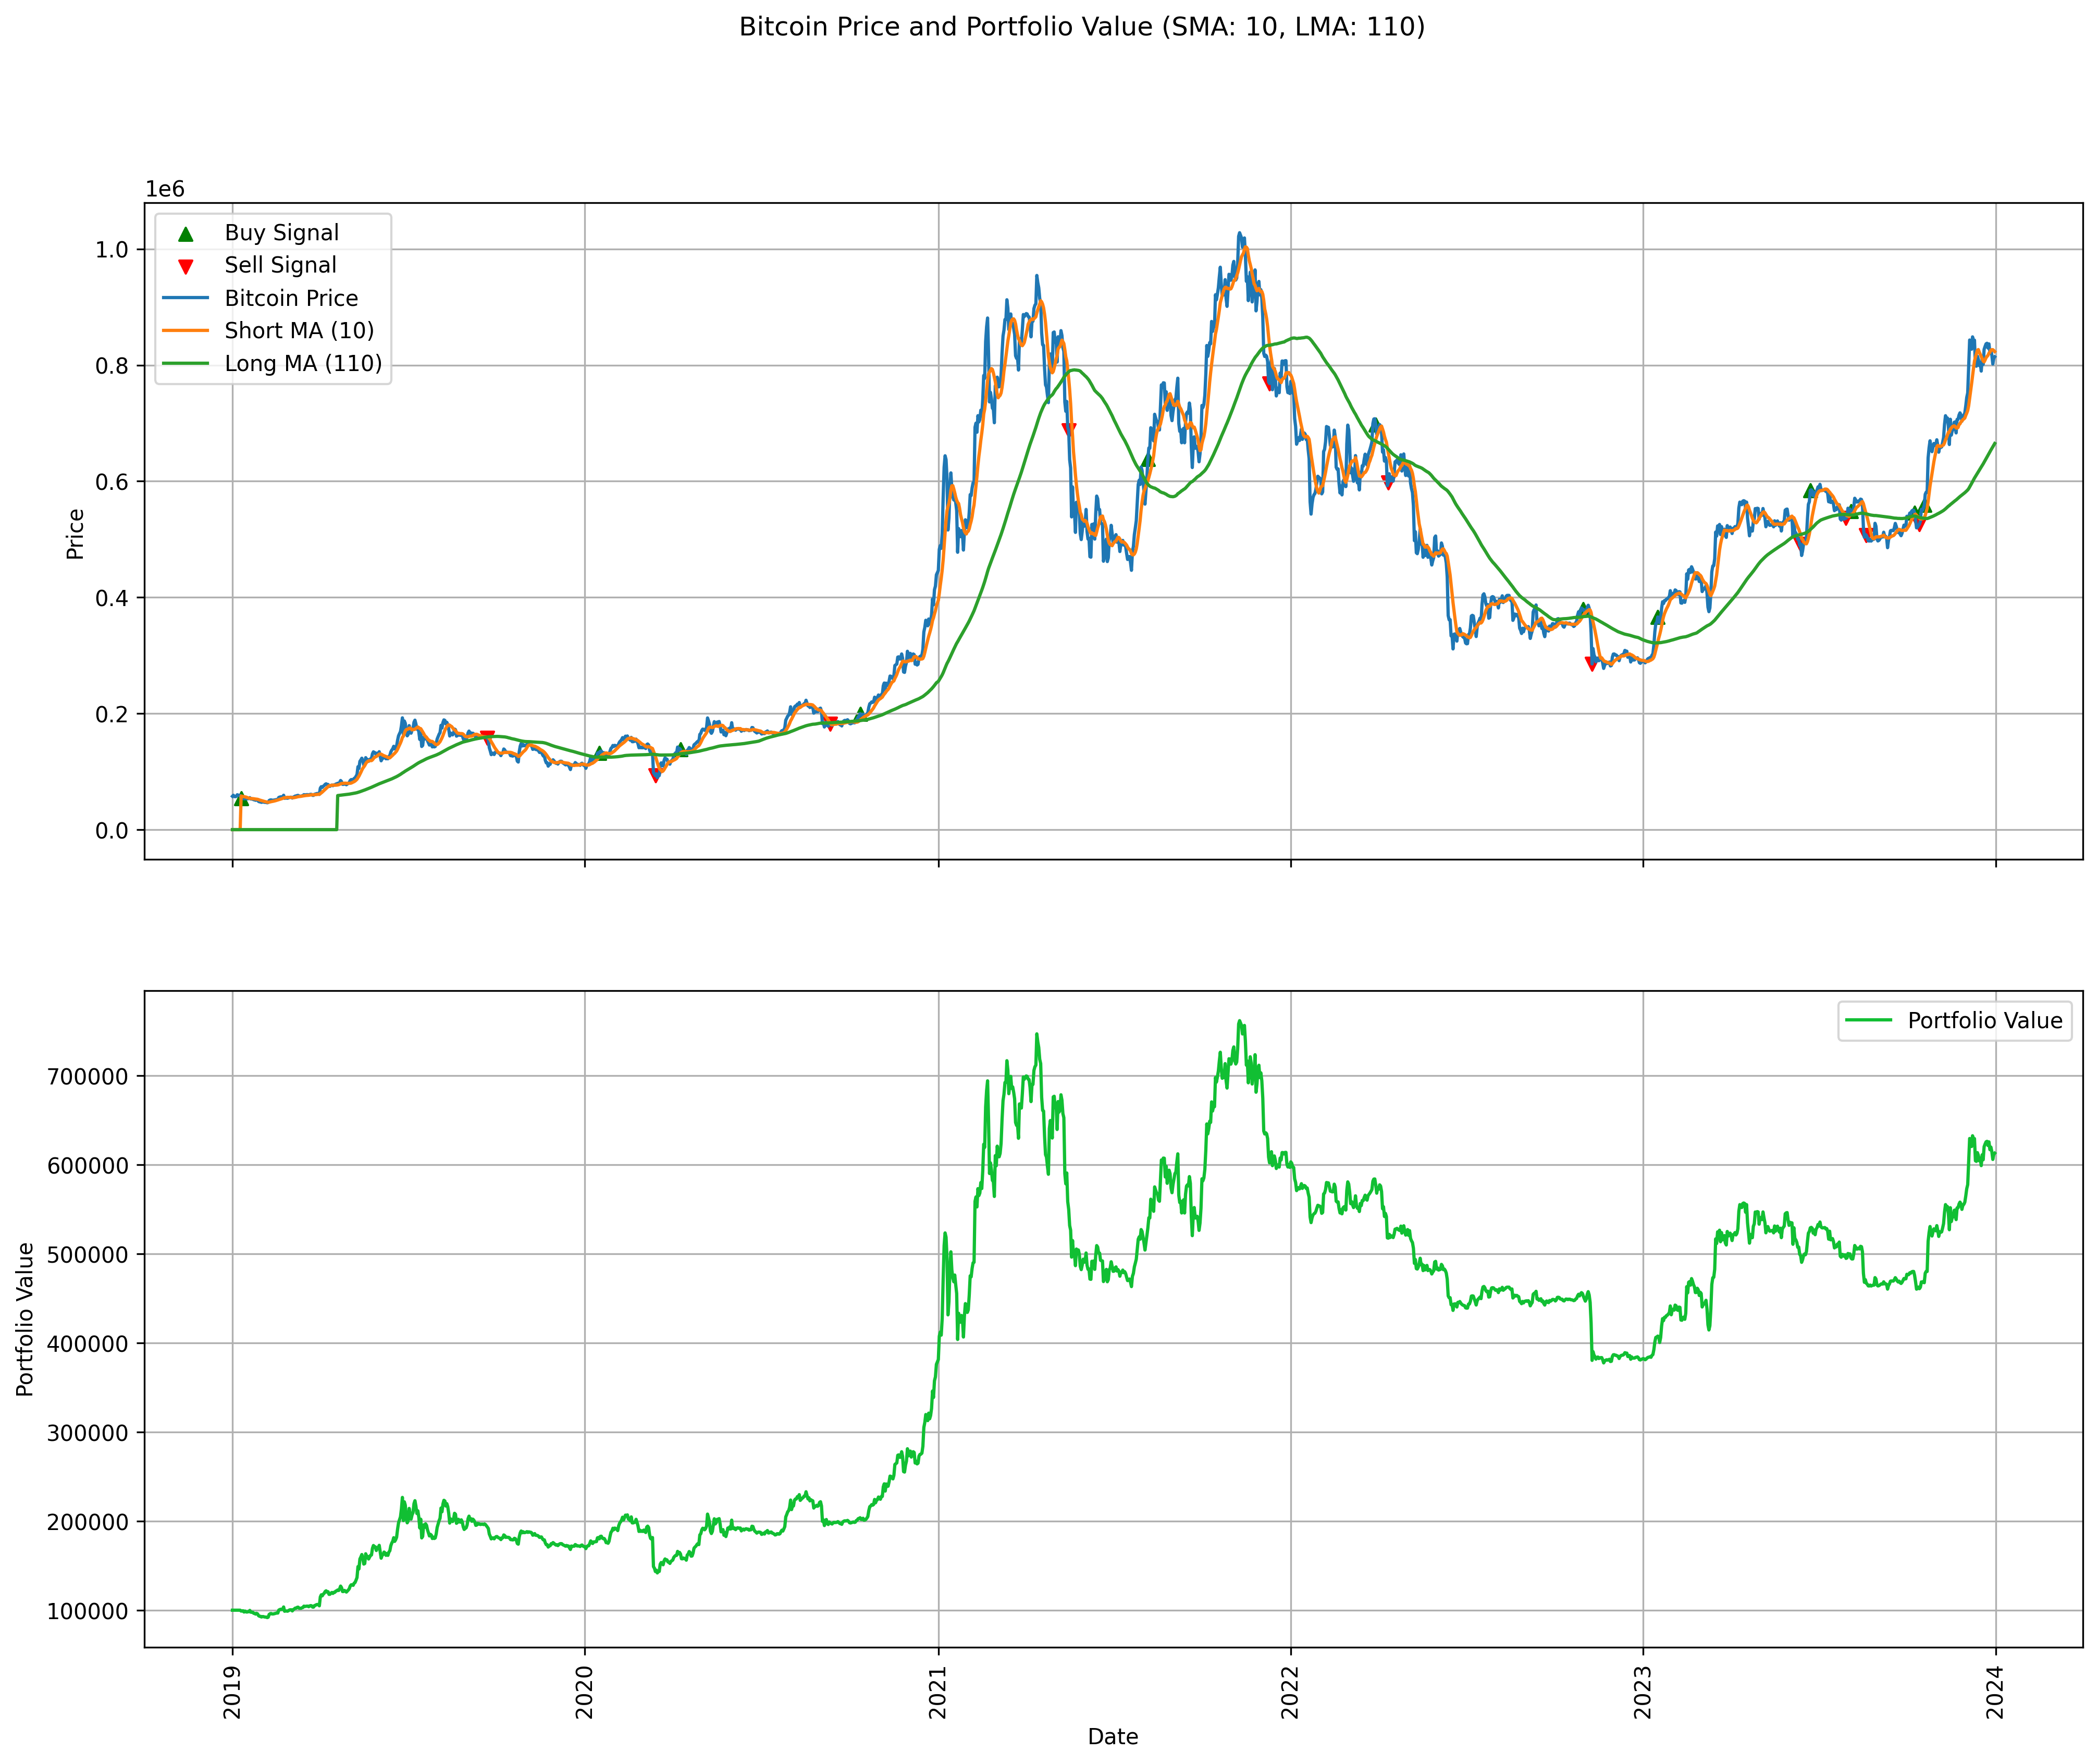 Bitcoin Price and Portfolio Value (SMA: 10, LMA: 110)
1e6
Buy Signal
Sell Signal
Bitcoin Price
Short MA (10)
Long MA (110)
1.0
0.8
0.6
0.4
0.2
0.0
Price
Portfolio Value
700000
600000
500000
400000
300000
200000
100000
Portfolio Value
2019
2020
2021
2022
2023
2024
Date